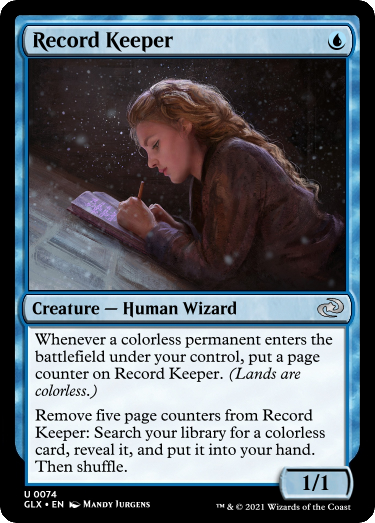 Record Keeper
Creature — Human Wizard
Whenever a colorless permanent enters the
battlefield under your control, put a page
counter on Record Keeper. (Lands are
colorless.)
Remove five page counters from Record
Keeper: Search your library for a colorless
card, reveal it, and put it into your hand.
Then shuffle.
1/1
U 0074
GLX • EN Mandy Jurgens
™ & © 2021 Wizards of the Coast